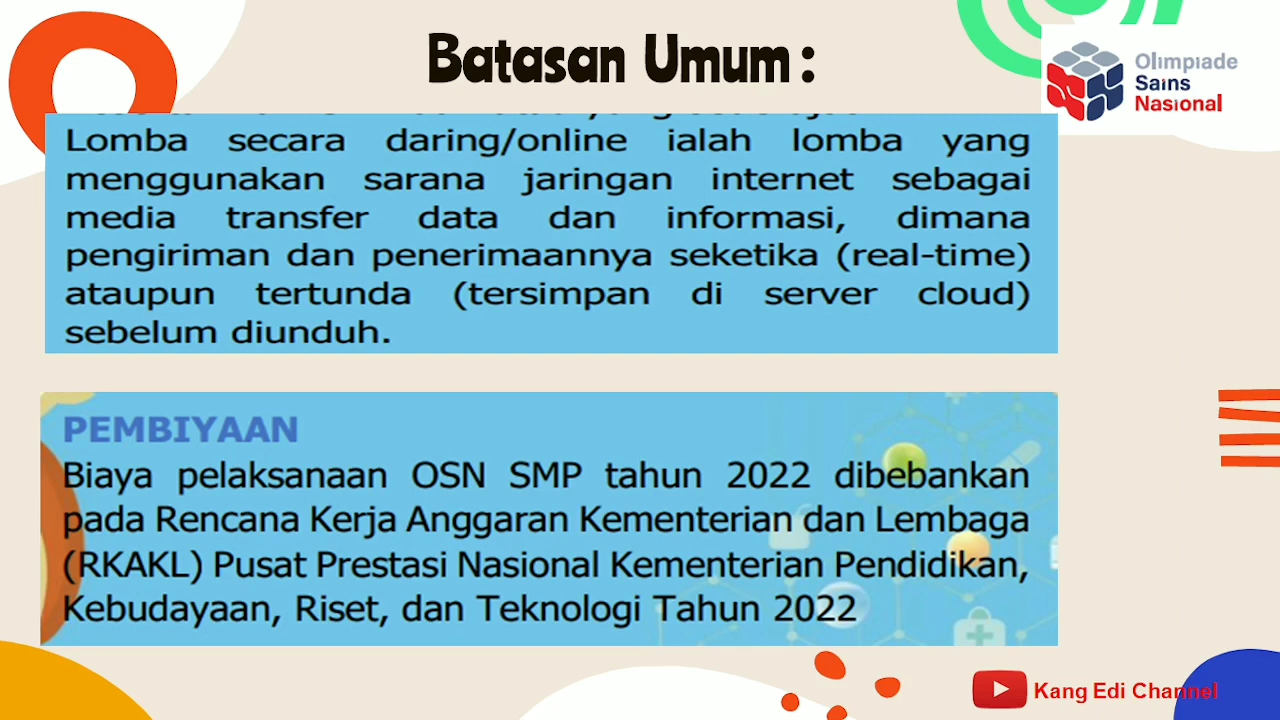 Batasan Umum :
Olimpiade
Sains
Nasional
Lomba secara daring/online ialah lomba yang
menggunakan sarana jaringan internet sebagai
media transfer data dan informasi, dimana
pengiriman dan penerimaannya seketika (real-time)
ataupun tertunda (tersimpan di server cloud)
sebelum diunduh.
PEMBIYAAN
Biaya pelaksanaan OSN SMP tahun 2022 dibebankan
pada Rencana Kerja Anggaran Kementerian dan Lembaga
(RKAKL) Pusat Prestasi Nasional Kementerian Pendidikan,
Kebudayaan, Riset, dan Teknologi Tahun 2022
Kang Edi Channel